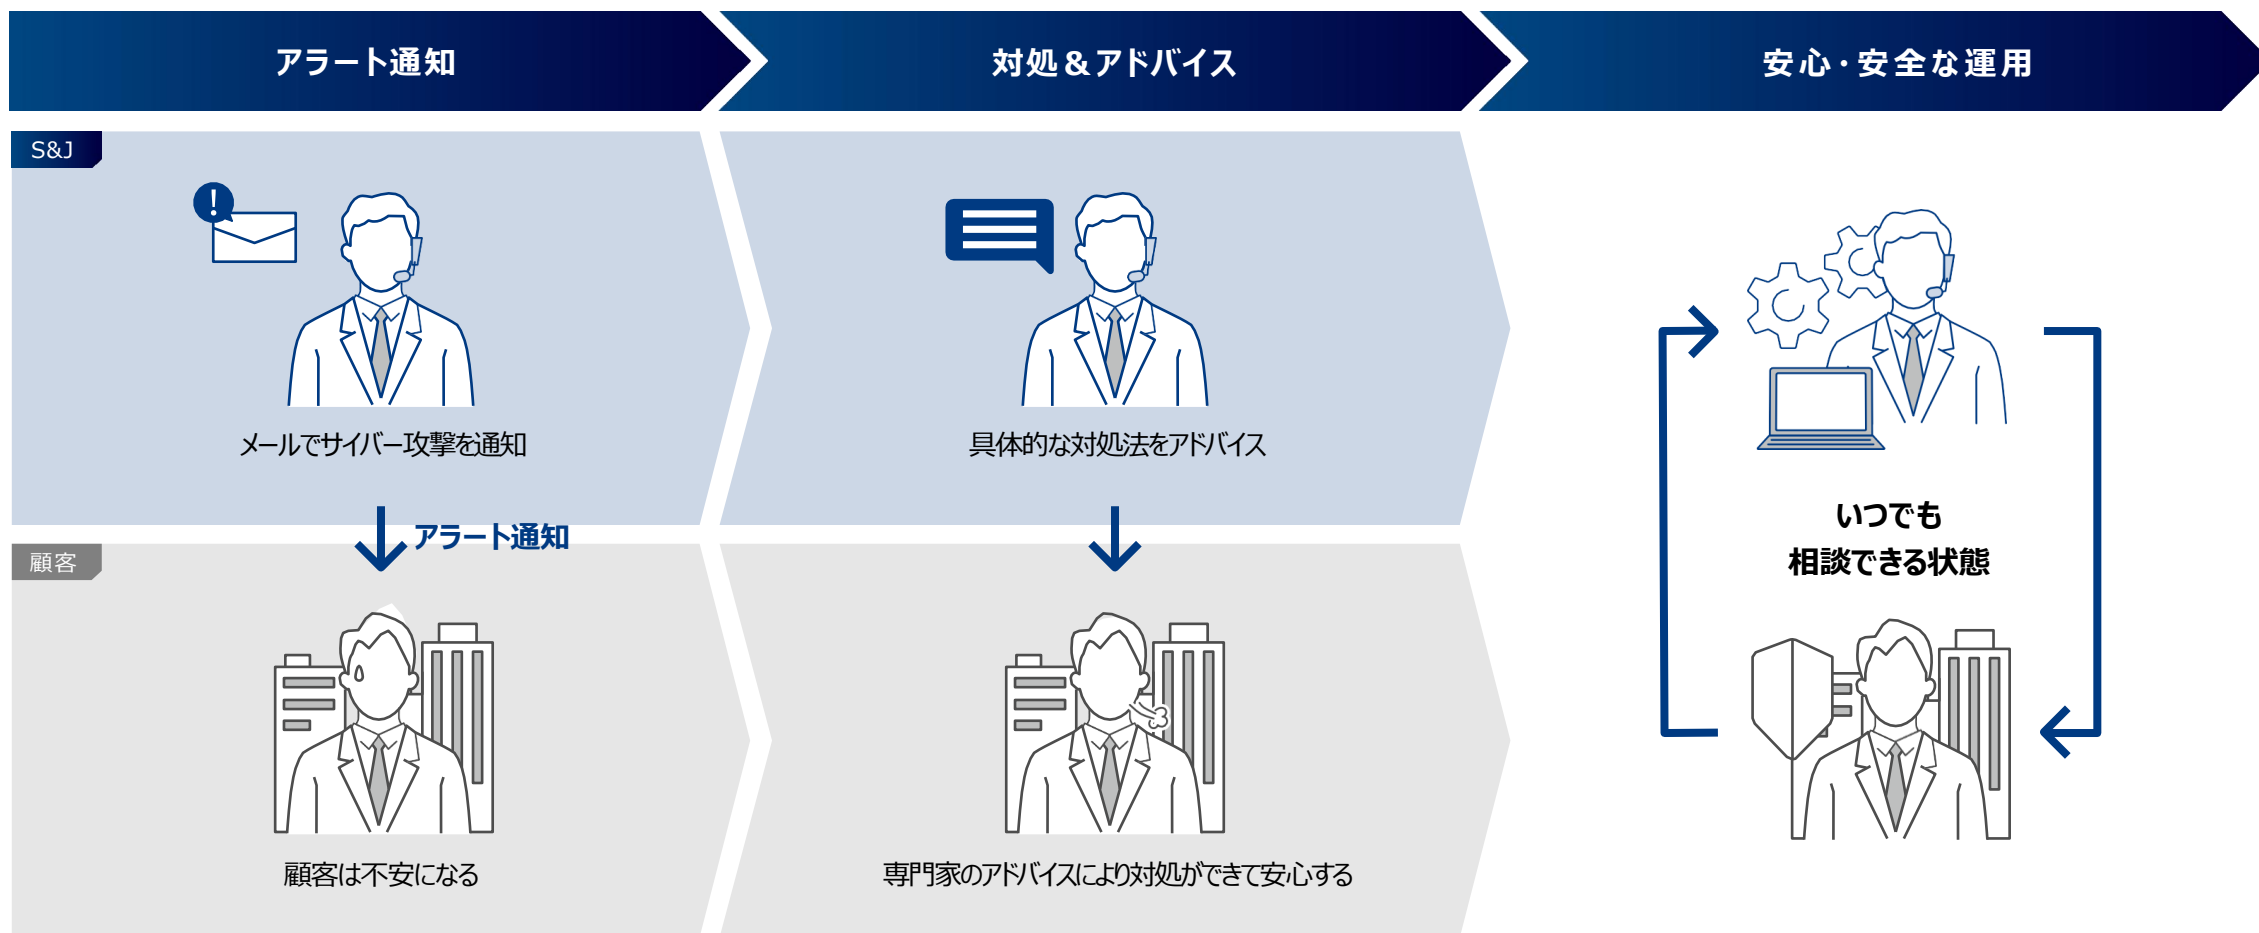 アラート通知
対処&アドバイス
安心・安全な運用
S&J
メールでサイバー攻撃を通知
具体的な対処法をアドバイス
アラート通知
いつでも
相談できる状態
顧客
顧客は不安になる
専門家のアドバイスにより対処ができて安心する